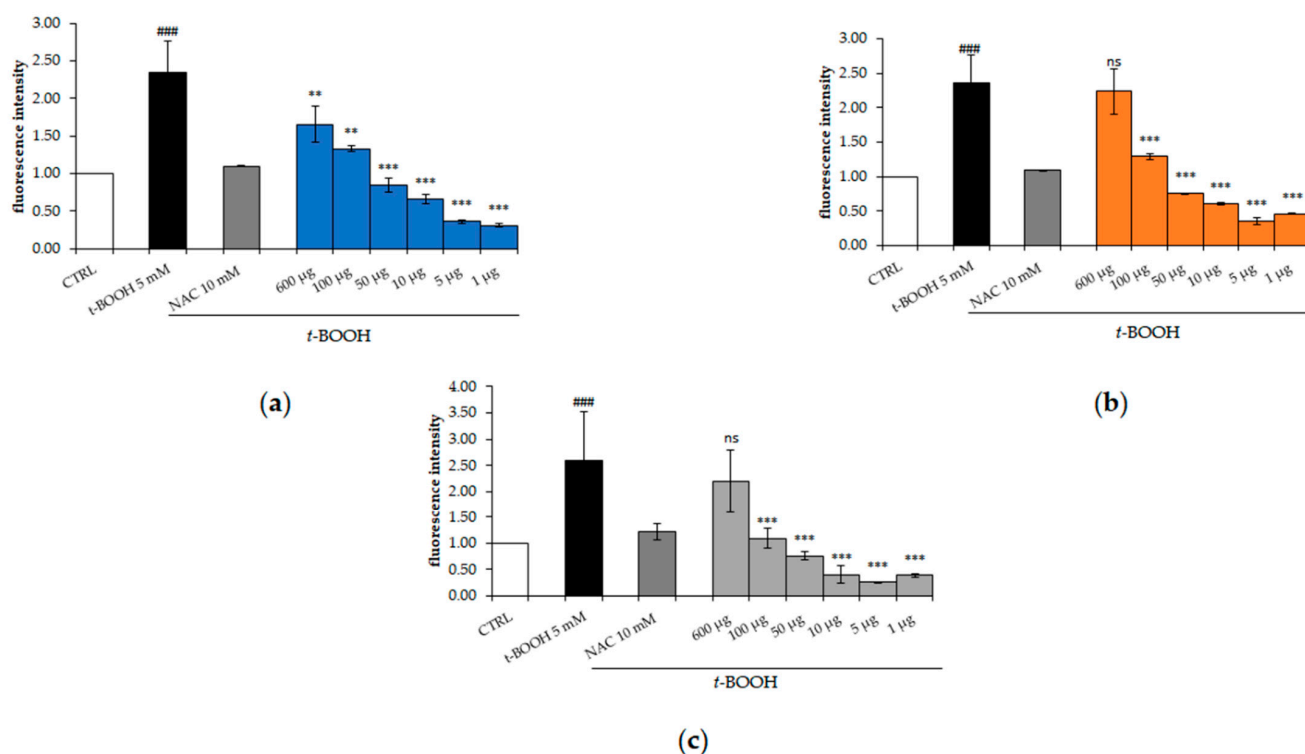 fluorescence intensity
3.00
2.50
2.00
1.50
1.00
0.50
0.00
###
**
**
***
***
***
***
CTRL
t-BOOH 5 mM
NAC 10 mM
600 µg
100 µg
50 µg
10 µg
5 µg
1 µg
t-BOOH
(a)
fluorescence intensity
3.00
2.50
2.00
1.50
1.00
0.50
0.00
###
ns
***
***
***
***
***
CTRL
t-BOOH 5 mM
NAC 10 mM
600 µg
100 µg
50 µg
10 µg
5 µg
1 µg
t-BOOH
(b)
fluorescence intensity
4.00
3.50
3.00
2.50
2.00
1.50
1.00
0.50
0.00
###
ns
***
***
***
***
***
CTRL
t-BOOH 5 mM
NAC 10 mM
600 µg
100 µg
50 µg
10 µg
5 µg
1 µg
t-BOOH
(c)